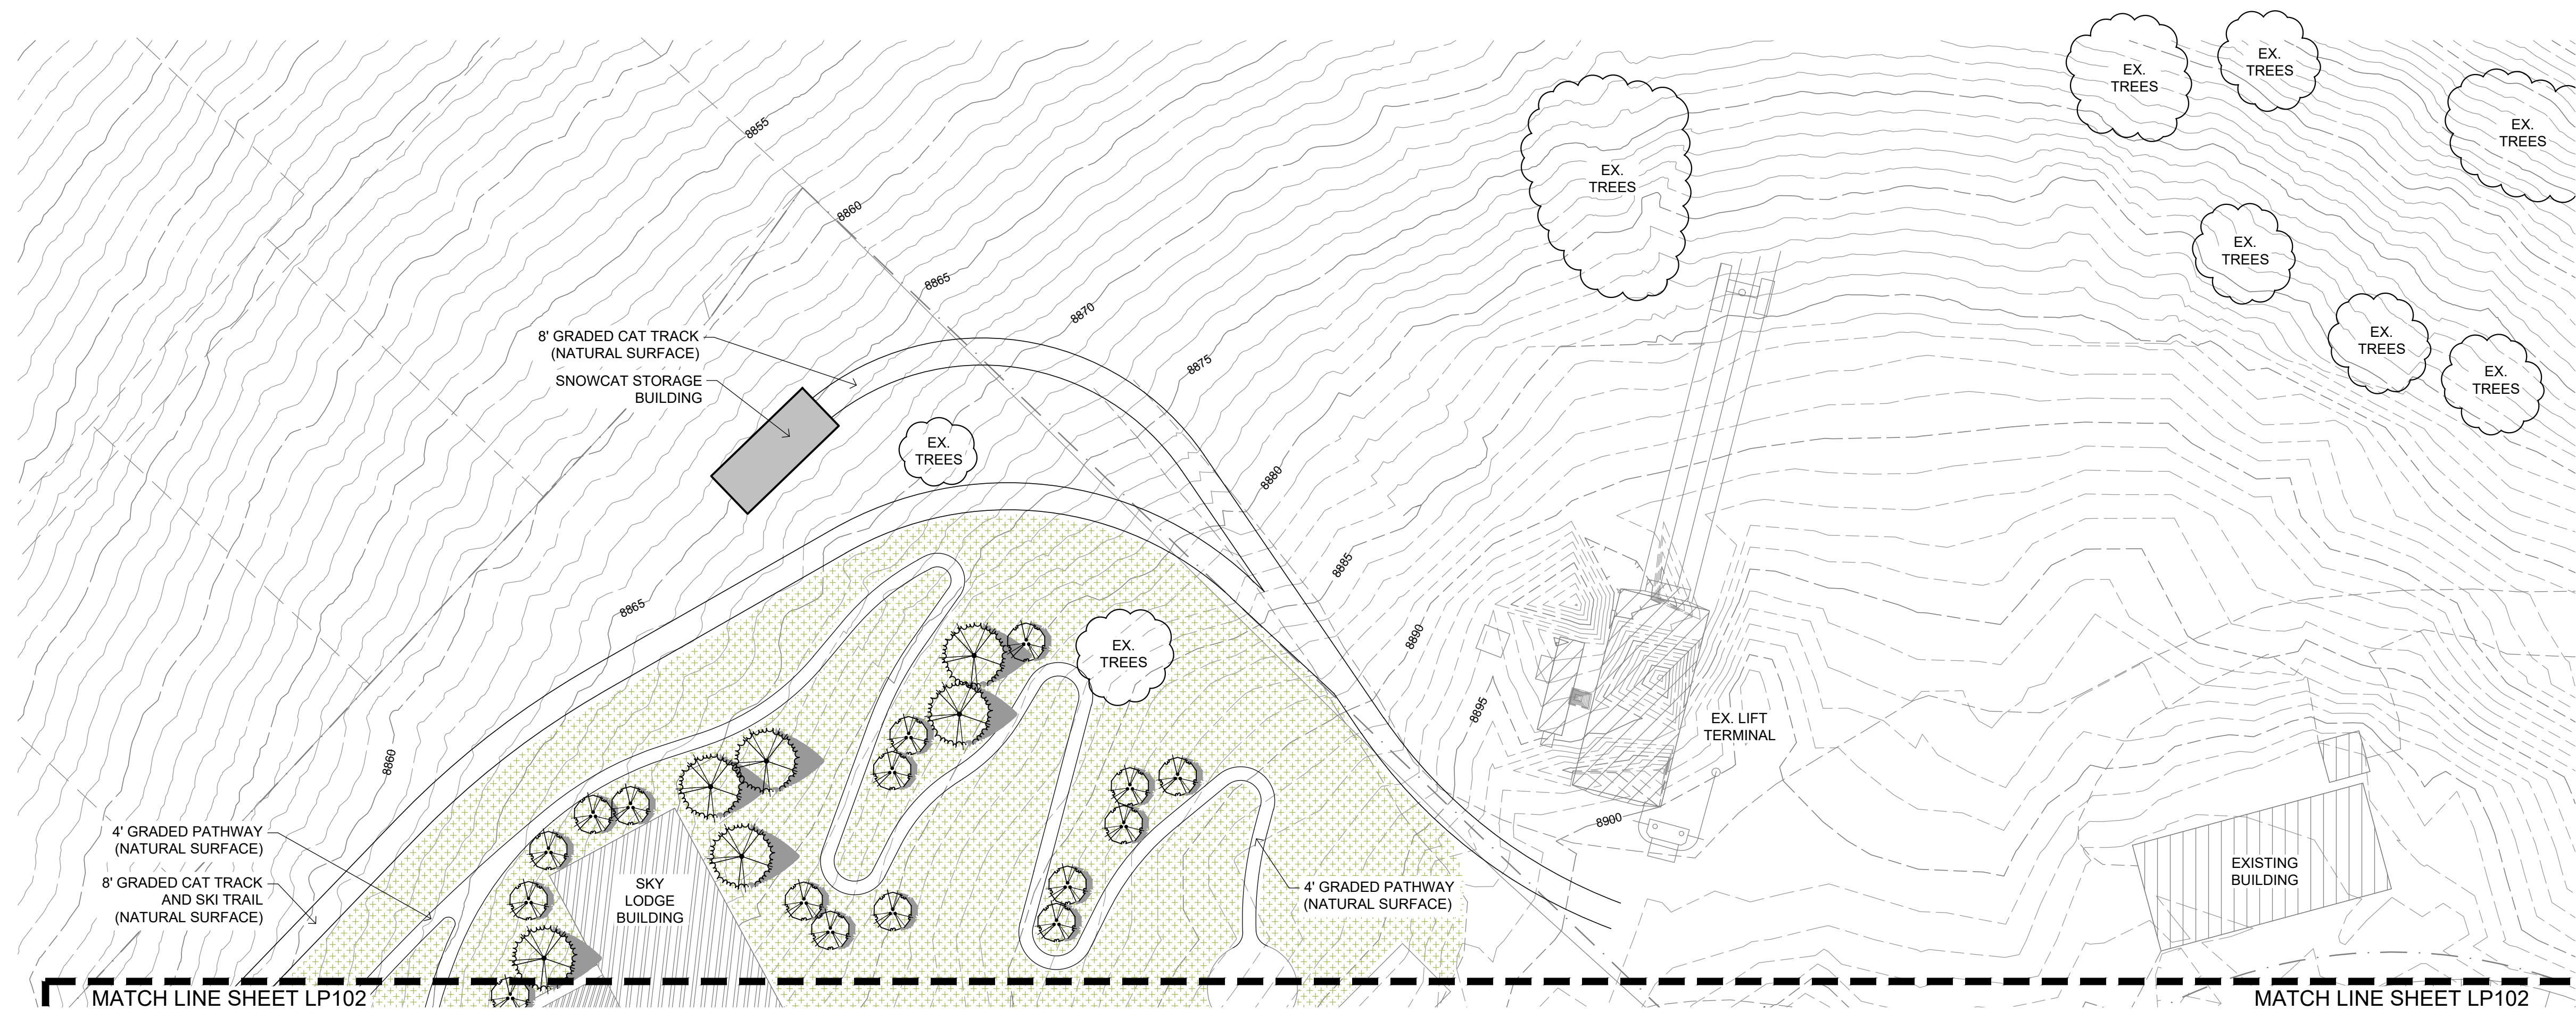 EX.
TREES
EX.
TREES
EX.
TREES
8855
EX.
TREES
8860
EX.
TREES
8865
8870
8' GRADED CAT TRACK
(NATURAL SURFACE)
EX.
TREES
8875
SNOWCAT STORAGE
BUILDING
EX.
TREES
EX.
TREES
8880
8885
8865
8890
EX.
TREES
8895
EX. LIFT
TERMINAL
8860
8900
4' GRADED PATHWAY
(NATURAL SURFACE)
8' GRADED CAT TRACK
AND SKI TRAIL
(NATURAL SURFACE)
SKY
LODGE
BUILDING
4' GRADED PATHWAY
(NATURAL SURFACE)
EXISTING
BUILDING
MATCH LINE SHEET LP102
MATCH LINE SHEET LP102